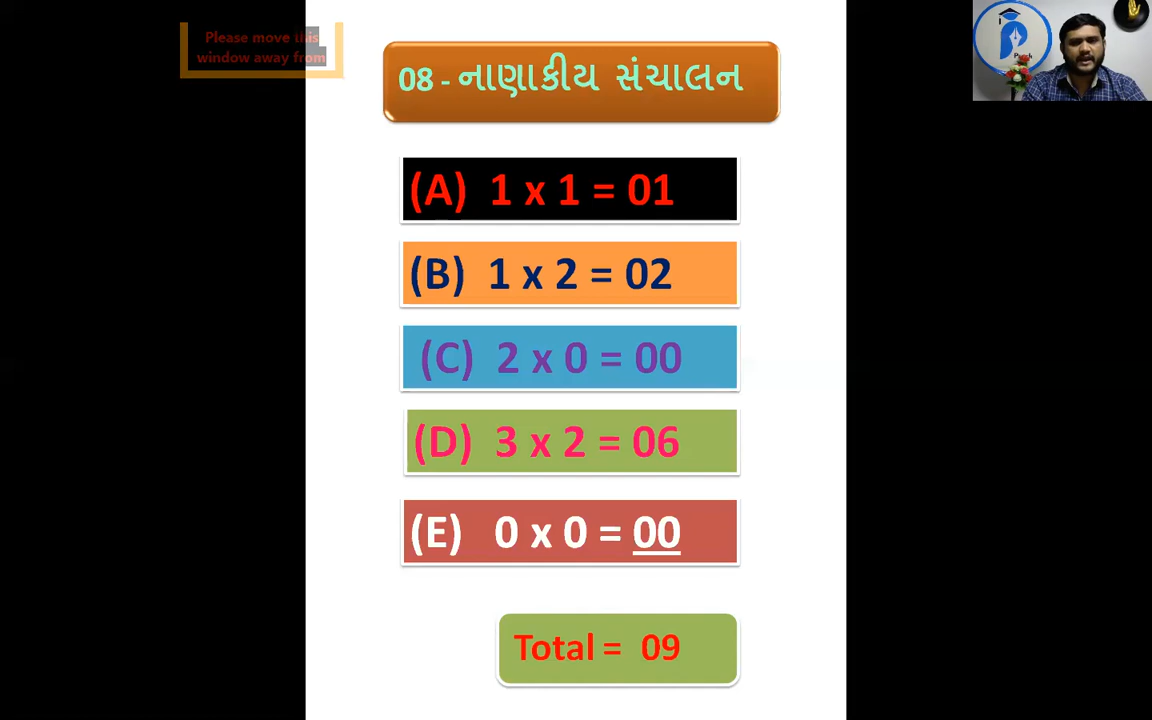 Please move this
window away from
08 - નાણાકીય સંચાલન
(A) 1 x 1 = 01
(B) 1 x 2 = 02
(C) 2 x 0 = 00
(D) 3 x 2 = 06
(E) 0 x 0 = 00
Total = 09